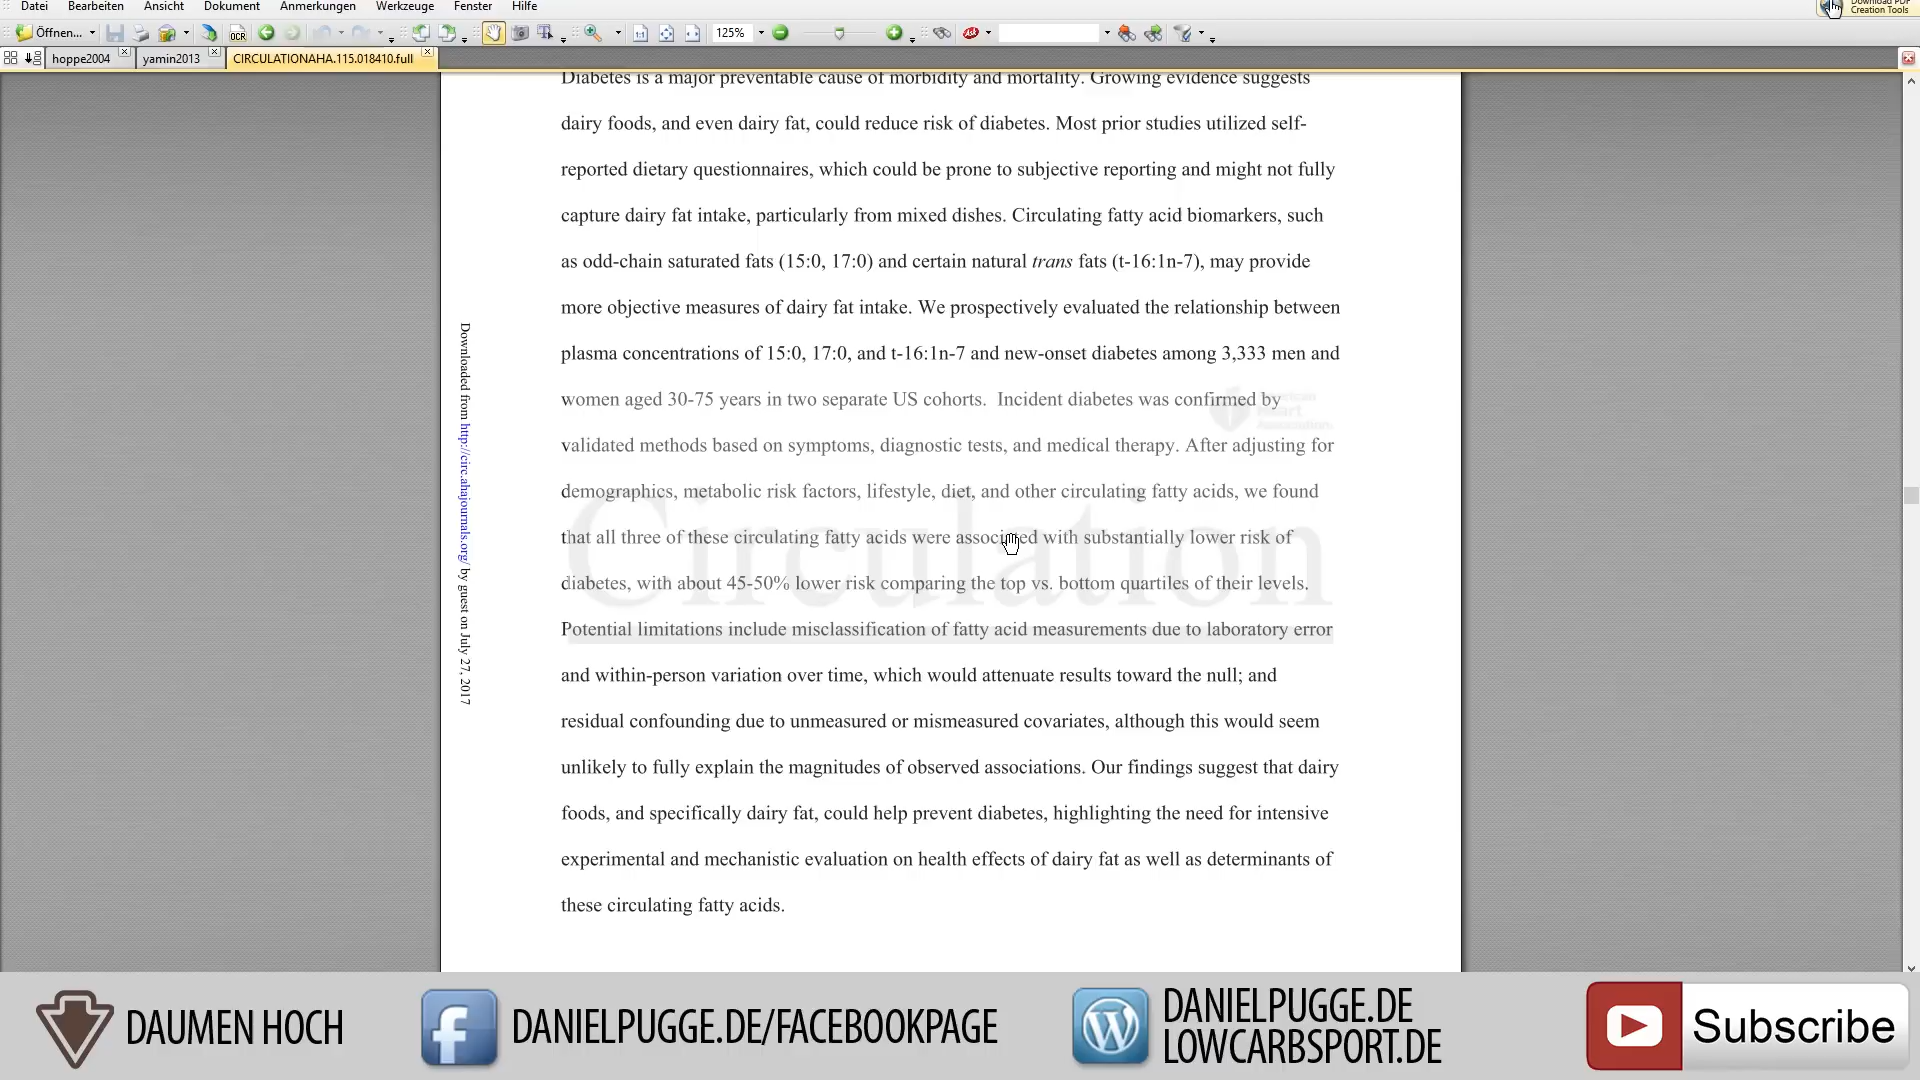 Datei Bearbeiten Ansicht Dokument Anmerkungen Werkzeuge Fenster Hilfe
Download PDF
Creation Tools
Öffnen...
OCR
125%
Ask
hoppe2004
yamin2013
CIRCULATIONAHA.115.018410.full
Diabetes is a major preventable cause of morbidity and mortality. Growing evidence suggests
dairy foods, and even dairy fat, could reduce risk of diabetes. Most prior studies utilized self-
reported dietary questionnaires, which could be prone to subjective reporting and might not fully
capture dairy fat intake, particularly from mixed dishes. Circulating fatty acid biomarkers, such
as odd-chain saturated fats (15:0, 17:0) and certain natural trans fats (t-16:1n-7), may provide
more objective measures of dairy fat intake. We prospectively evaluated the relationship between
plasma concentrations of 15:0, 17:0, and t-16:1n-7 and new-onset diabetes among 3,333 men and
women aged 30-75 years in two separate US cohorts. Incident diabetes was confirmed by
validated methods based on symptoms, diagnostic tests, and medical therapy. After adjusting for
demographics, metabolic risk factors, lifestyle, diet, and other circulating fatty acids, we found
that all three of these circulating fatty acids were associated with substantially lower risk of
diabetes, with about 45-50% lower risk comparing the top vs. bottom quartiles of their levels.
Potential limitations include misclassification of fatty acid measurements due to laboratory error
and within-person variation over time, which would attenuate results toward the null; and
residual confounding due to unmeasured or mismeasured covariates, although this would seem
unlikely to fully explain the magnitudes of observed associations. Our findings suggest that dairy
foods, and specifically dairy fat, could help prevent diabetes, highlighting the need for intensive
experimental and mechanistic evaluation on health effects of dairy fat as well as determinants of
these circulating fatty acids.
Circulation
American
Heart
Association
Downloaded from http://circ.ahajournals.org/ by guest on July 27, 2017
DAUMEN HOCH
DANIELPUGGE.DE/FACEBOOKPAGE
DANIELPUGGE.DE
LOWCARBSPORT.DE
Subscribe